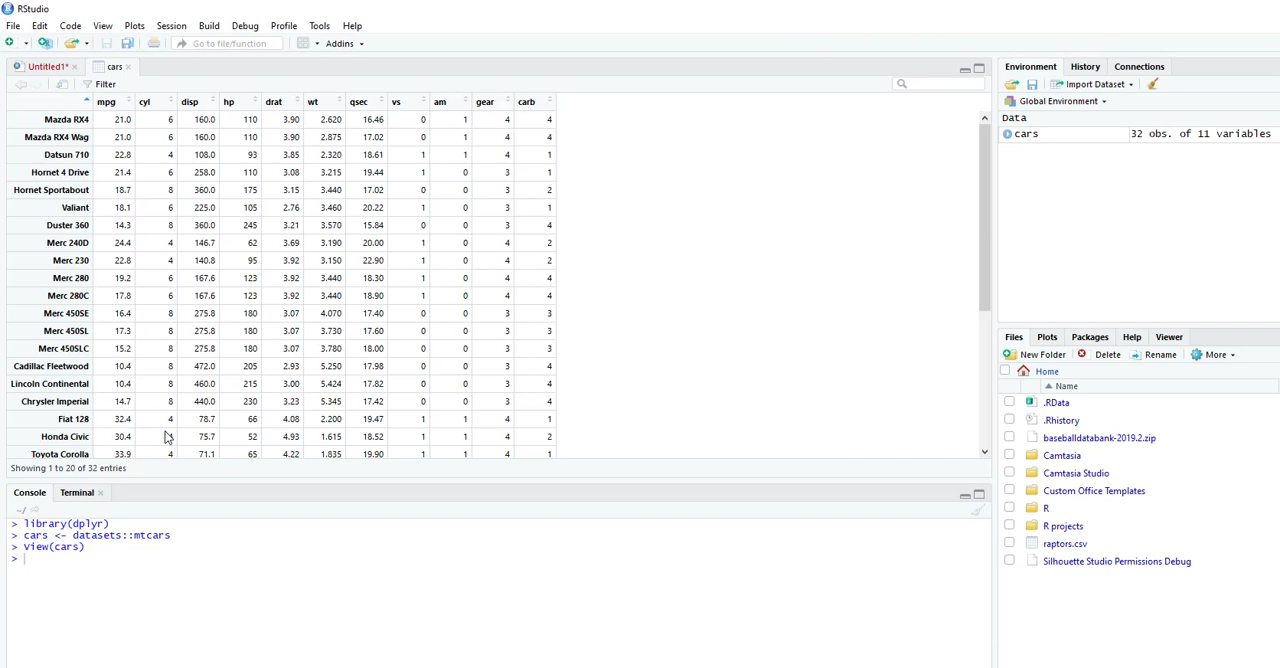 RStudio
File Edit Code View Plots Session Build Debug Profile Tools Help
Go to file/function Addins
Untitled1* cars
Filter
mpg cyl disp hp drat wt qsec vs am gear carb
Mazda RX4 21.0 6 160.0 110 3.90 2.620 16.46 0 1 4 4
Mazda RX4 Wag 21.0 6 160.0 110 3.90 2.875 17.02 0 1 4 4
Datsun 710 22.8 4 108.0 93 3.85 2.320 18.61 1 1 4 1
Hornet 4 Drive 21.4 6 258.0 110 3.08 3.215 19.44 1 0 3 1
Hornet Sportabout 18.7 8 360.0 175 3.15 3.440 17.02 0 0 3 2
Valiant 18.1 6 225.0 105 2.76 3.460 20.22 1 0 3 1
Duster 360 14.3 8 360.0 245 3.21 3.570 15.84 0 0 3 4
Merc 240D 24.4 4 146.7 62 3.69 3.190 20.00 1 0 4 2
Merc 230 22.8 4 140.8 95 3.92 3.150 22.90 1 0 4 2
Merc 280 19.2 6 167.6 123 3.92 3.440 18.30 1 0 4 4
Merc 280C 17.8 6 167.6 123 3.92 3.440 18.90 1 0 4 4
Merc 450SE 16.4 8 275.8 180 3.07 4.070 17.40 0 0 3 3
Merc 450SL 17.3 8 275.8 180 3.07 3.730 17.60 0 0 3 3
Merc 450SLC 15.2 8 275.8 180 3.07 3.780 18.00 0 0 3 3
Cadillac Fleetwood 10.4 8 472.0 205 2.93 5.250 17.98 0 0 3 4
Lincoln Continental 10.4 8 460.0 215 3.00 5.424 17.82 0 0 3 4
Chrysler Imperial 14.7 8 440.0 230 3.23 5.345 17.42 0 0 3 4
Fiat 128 32.4 4 78.7 66 4.08 2.200 19.47 1 1 4 1
Honda Civic 30.4 75.7 52 4.93 1.615 18.52 1 1 4 2
Toyota Corolla 33.9 4 71.1 65 4.22 1.835 19.90 1 1 4 1
Showing 1 to 20 of 32 entries
Console Terminal
~/
> library(dplyr)
> cars <- datasets::mtcars
> View(cars)
>
Environment History Connections
Import Dataset
Global Environment
Data
cars 32 obs. of 11 variables
Files Plots Packages Help Viewer
New Folder Delete Rename More
Home
Name
.RData
.Rhistory
baseballdatabank-2019.2.zip
Camtasia
Camtasia Studio
Custom Office Templates
R
R projects
raptors.csv
Silhouette Studio Permissions Debug